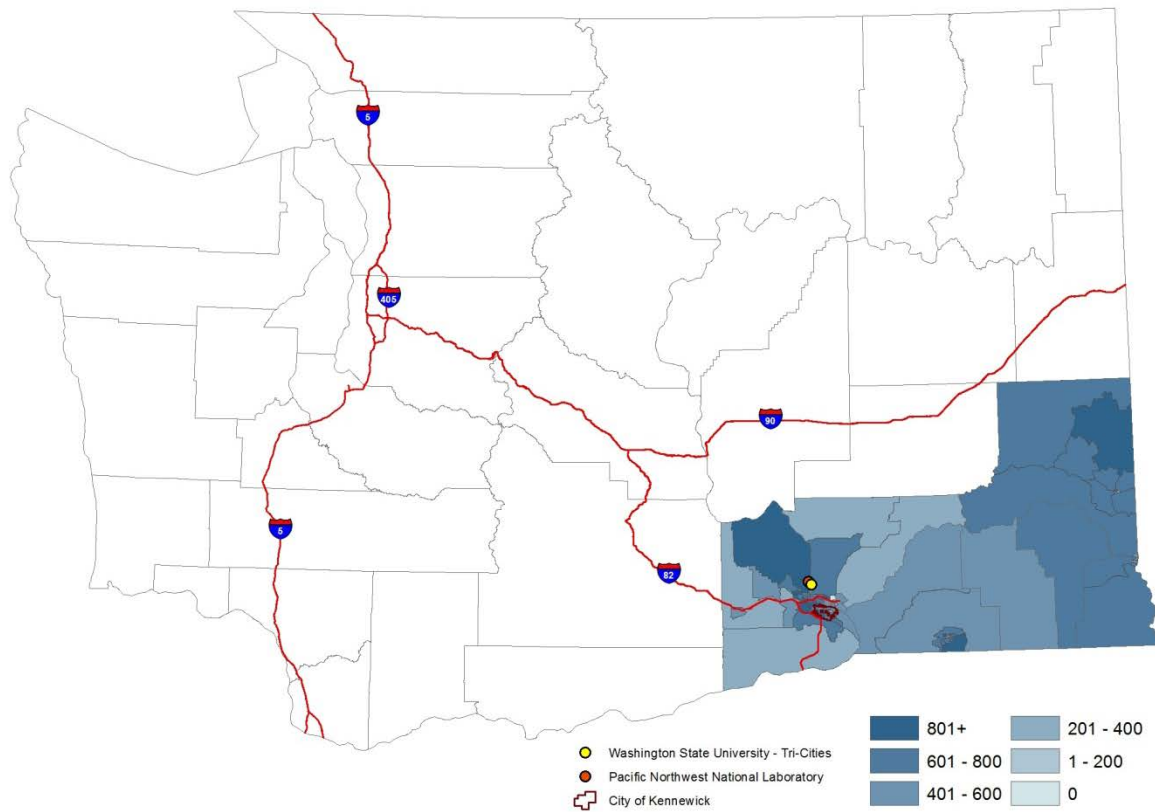 5
405
90
5
82
Washington State University - Tri-Cities
Pacific Northwest National Laboratory
City of Kennewick
801+
601 - 800
401 - 600
201 - 400
1 - 200
0